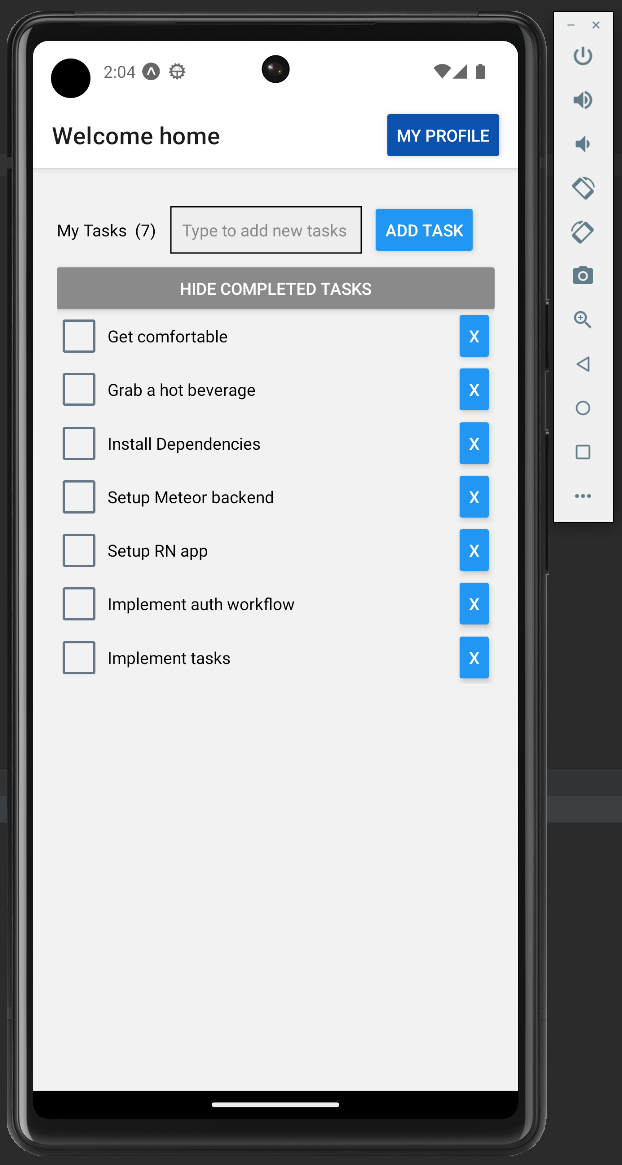 2:04
Welcome home
MY PROFILE
My Tasks (7)
Type to add new tasks
ADD TASK
HIDE COMPLETED TASKS
Get comfortable X
Grab a hot beverage X
Install Dependencies X
Setup Meteor backend X
Setup RN app X
Implement auth workflow X
Implement tasks X